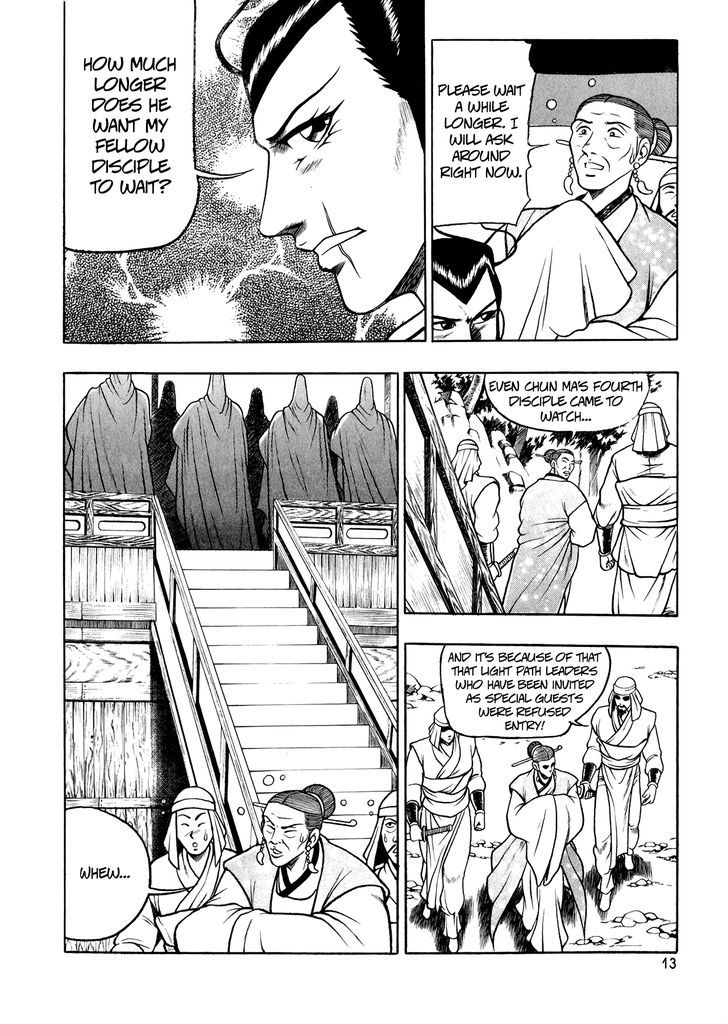 HOW MUCH
LONGER
DOES HE
WANT MY
FELLOW
DISCIPLE
TO WAIT?
PLEASE WAIT
A WHILE
LONGER. I
WILL ASK
AROUND
RIGHT NOW.
WHEW...
EVEN CHUN MA'S FOURTH
DISCIPLE CAME TO
WATCH...
AND IT'S BECAUSE OF THAT
THAT LIGHT PATH LEADERS
WHO HAVE BEEN INVITED
AS SPECIAL GUESTS
WERE REFUSED
ENTRY!
13